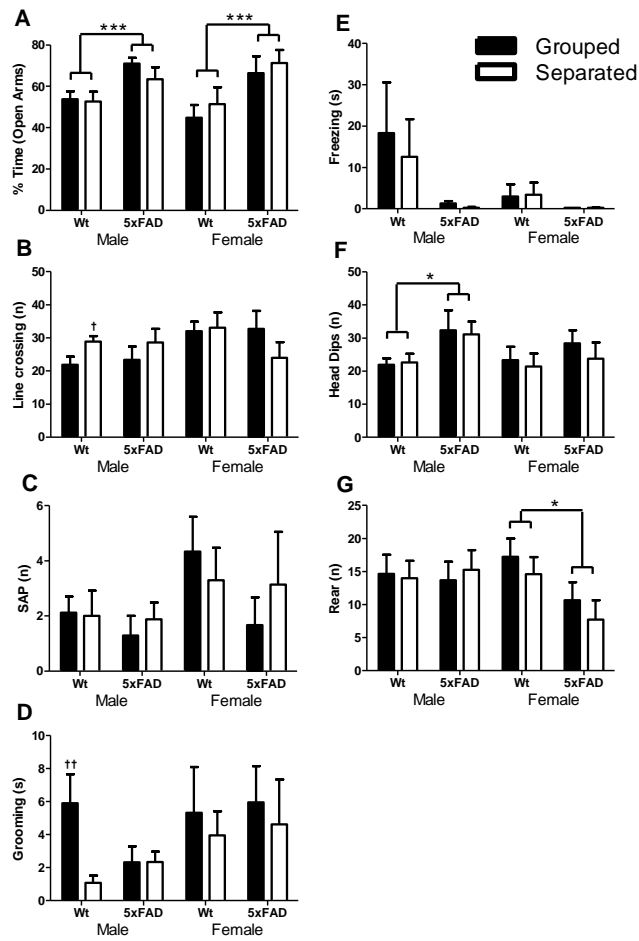 A
***
***
80
60
40
20
0
% Time (Open Arms)
Wt
5xFAD
Wt
5xFAD
Male
Female
B
†
50
40
30
20
10
0
Line crossing (n)
Wt
5xFAD
Wt
5xFAD
Male
Female
C
6
4
2
0
SAP (n)
Wt
5xFAD
Wt
5xFAD
Male
Female
D
††
10
8
6
4
2
0
Grooming (s)
Wt
5xFAD
Wt
5xFAD
Male
Female
E
Grouped
Separated
40
30
20
10
0
Freezing (s)
Wt
5xFAD
Wt
5xFAD
Male
Female
F
*
50
40
30
20
10
0
Head Dips (n)
Wt
5xFAD
Wt
5xFAD
Male
Female
G
*
25
20
15
10
5
0
Rear (n)
Wt
5xFAD
Wt
5xFAD
Male
Female